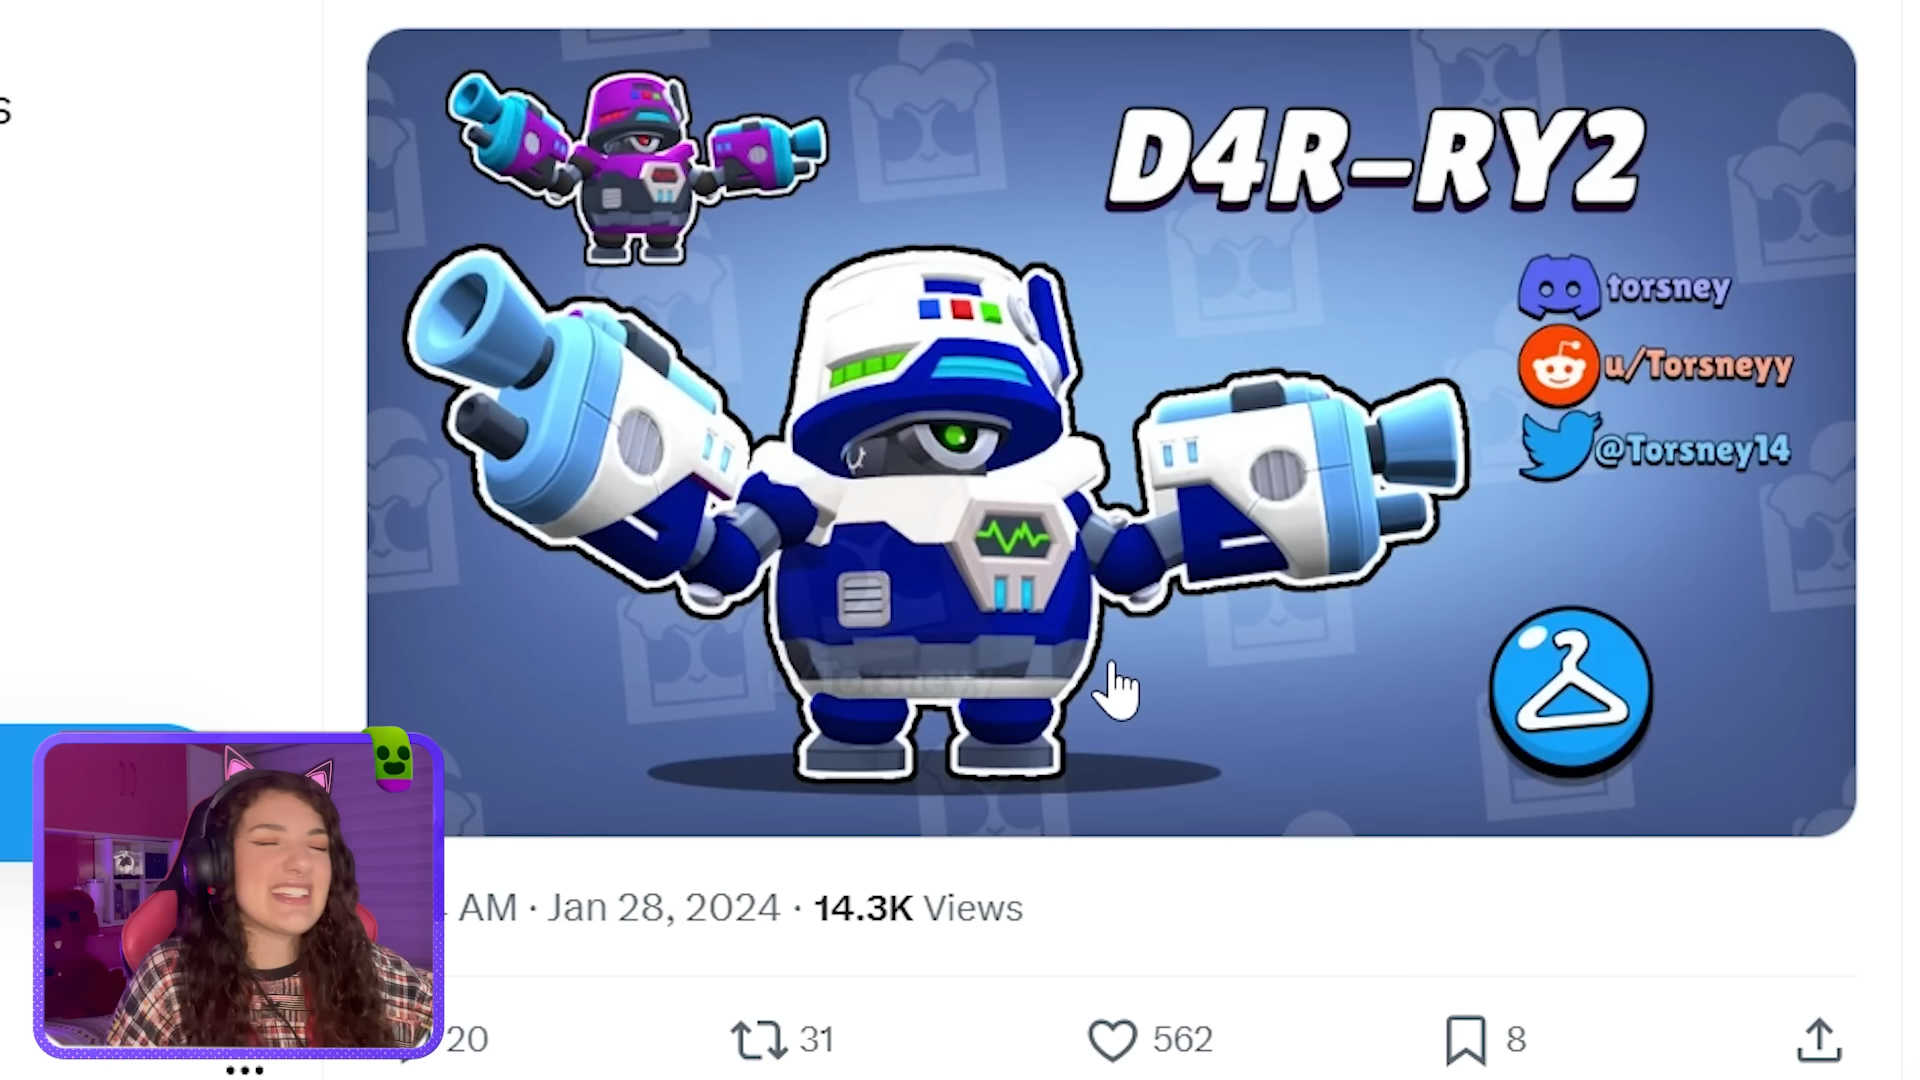 s
D4R-RY2
torsney
u/Torsneyy
@Torsney14
AM · Jan 28, 2024 · 14.3K Views
20
31
562
8